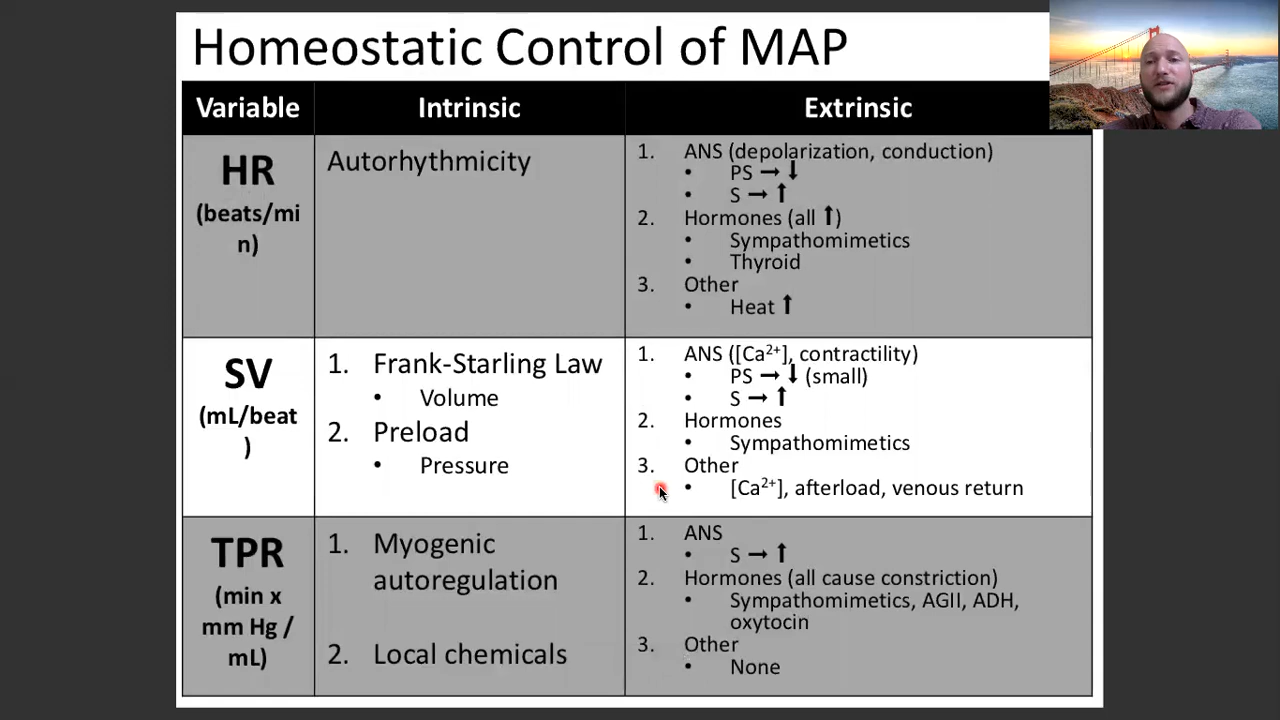 Homeostatic Control of MAP
Variable
Intrinsic
Extrinsic
HR
(beats/mi
n)
Autorhythmicity
1. ANS (depolarization, conduction)
• PS → ⬇
• S → ⬆
2. Hormones (all ⬆)
• Sympathomimetics
• Thyroid
3. Other
• Heat ⬆
SV
(mL/beat
)
1. Frank-Starling Law
• Volume
2. Preload
• Pressure
1. ANS ([Ca²⁺], contractility)
• PS → ⬇ (small)
• S → ⬆
2. Hormones
• Sympathomimetics
3. Other
• [Ca²⁺], afterload, venous return
TPR
(min x
mm Hg /
mL)
1. Myogenic
autoregulation
2. Local chemicals
1. ANS
• S → ⬆
2. Hormones (all cause constriction)
• Sympathomimetics, AGII, ADH,
oxytocin
3. Other
• None